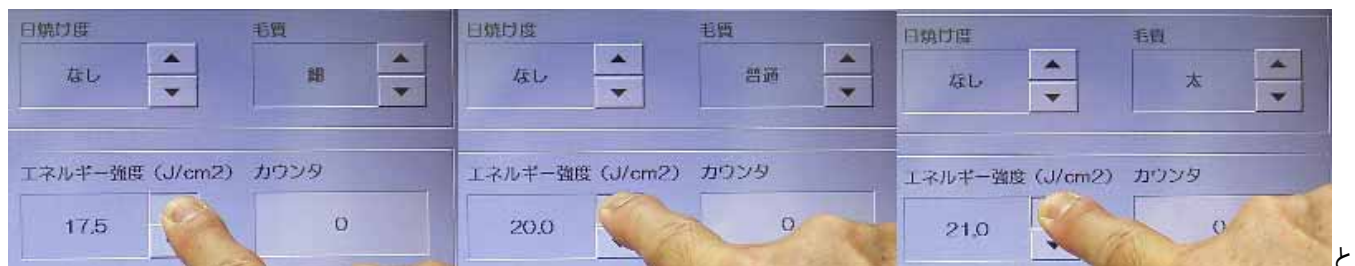 日焼け度 毛質
なし 細
エネルギー強度（J/cm2） カウンタ
17.5 0
日焼け度 毛質
なし 普通
エネルギー強度（J/cm2） カウンタ
20.0 0
日焼け度 毛質
なし 太
エネルギー強度（J/cm2） カウンタ
21.0 0
と